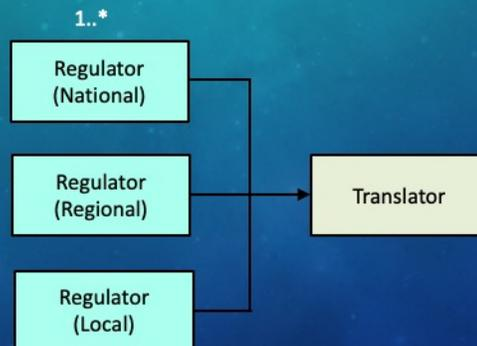 1..*
Regulator
(National)
Regulator
(Regional)
Translator
Regulator
(Local)